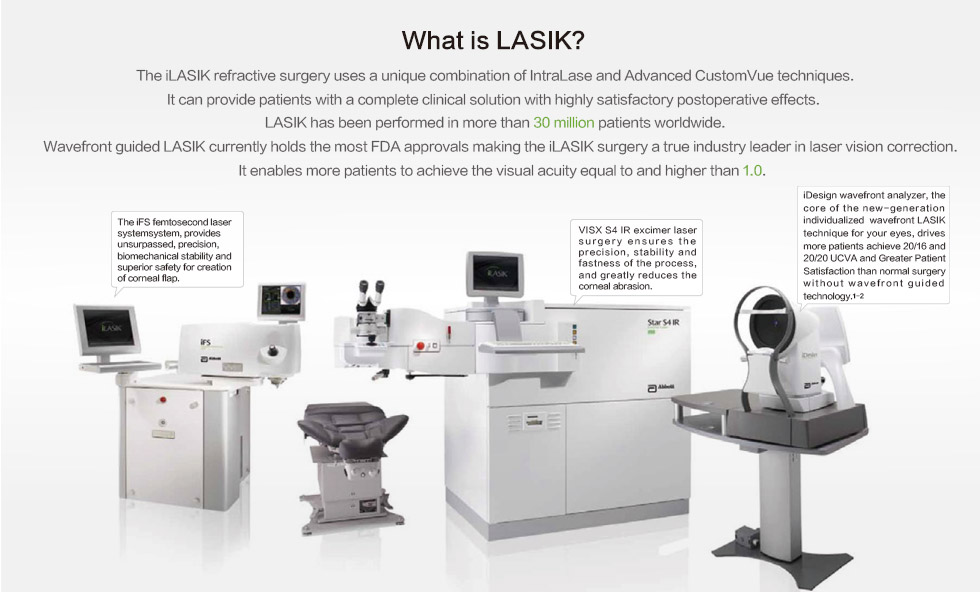 What is LASIK?
The iLASIK refractive surgery uses a unique combination of IntraLase and Advanced CustomVue techniques.
It can provide patients with a complete clinical solution with highly satisfactory postoperative effects.
LASIK has been performed in more than 30 million patients worldwide.
Wavefront guided LASIK currently holds the most FDA approvals making the iLASIK surgery a true industry leader in laser vision correction.
It enables more patients to achieve the visual acuity equal to and higher than 1.0.
The iFS femtosecond laser
systemsystem, provides
unsurpassed, precision,
biomechanical stability and
superior safety for creation
of corneal flap.
VISX S4 IR excimer laser
surgery ensures the
precision, stability and
fastness of the process,
and greatly reduces the
corneal abrasion.
iDesign wavefront analyzer, the
core of the new-generation
individualized wavefront LASIK
technique for your eyes, drives
more patients achieve 20/16 and
20/20 UCVA and Greater Patient
Satisfaction than normal surgery
without wavefront guided
technology.1-2
iLASIK
iFS
Abbott
iLASIK
Star S4 IR
Abbott
iDesign